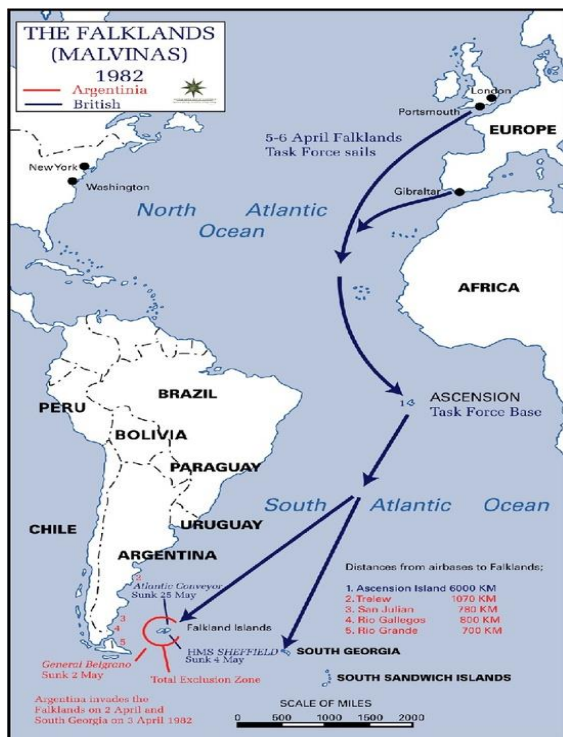 THE FALKLANDS
(MALVINAS)
1982
Argentinia
British
London
Portsmouth
EUROPE
5-6 April Falklands
Task Force sails
New York
Washington
Gibraltar
North Atlantic
Ocean
AFRICA
BRAZIL
PERU
ASCENSION
1
Task Force Base
BOLIVIA
PARAGUAY
South Atlantic Ocean
CHILE
URUGUAY
ARGENTINA
Distances from airbases to Falklands;
1. Ascension Island 6000 KM
2. Trelew 1070 KM
3. San Julian 780 KM
4. Rio Gallegos 800 KM
5. Rio Grande 700 KM
2
Atlantic Conveyor
Sunk 25 May
3
4
5
Falkland Islands
HMS SHEFFIELD
Sunk 4 May
SOUTH GEORGIA
General Belgrano
Sunk 2 May
Total Exclusion Zone
SOUTH SANDWICH ISLANDS
Argentina invades the
Falklands on 2 April and
South Georgia on 3 April 1982
SCALE OF MILES
0 500 1000 1500 2000